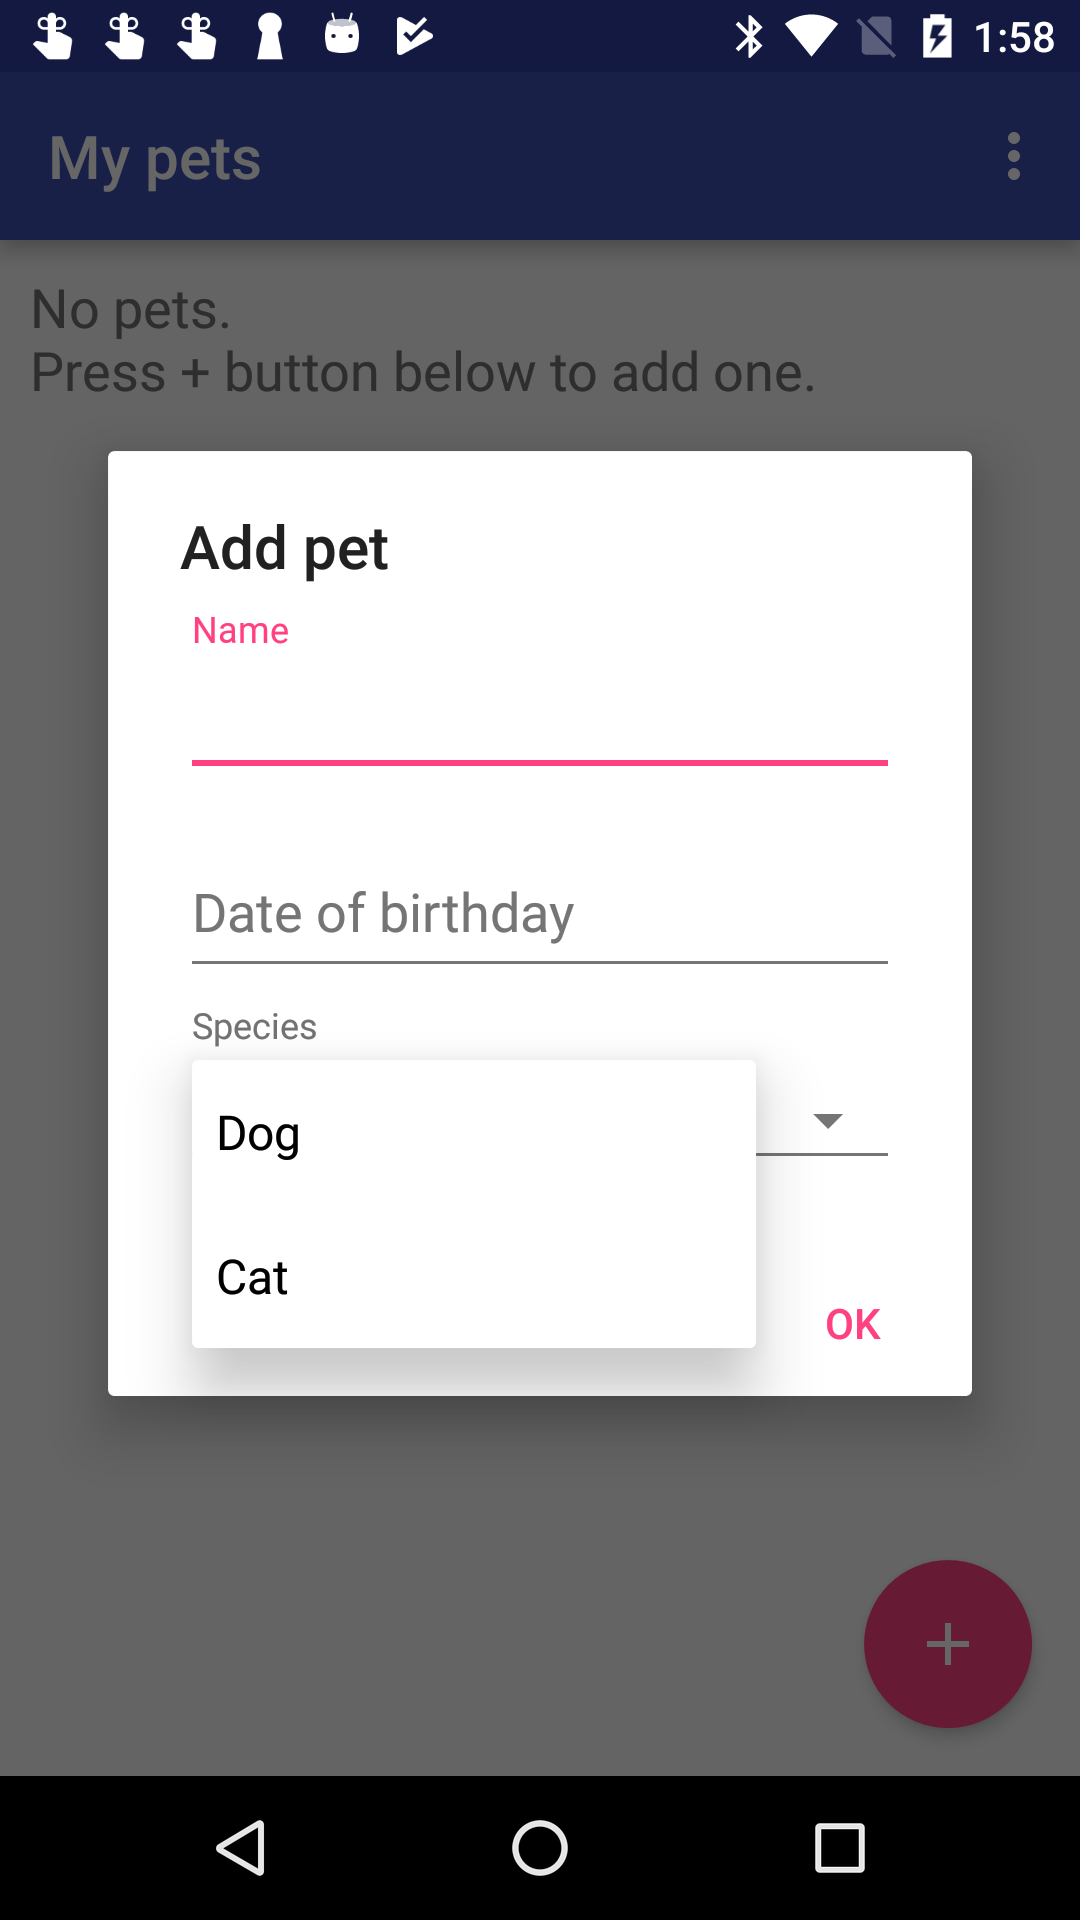 1:58
My pets
No pets.
Press + button below to add one.
Add pet
Name
Date of birthday
Species
Dog
Cat
OK